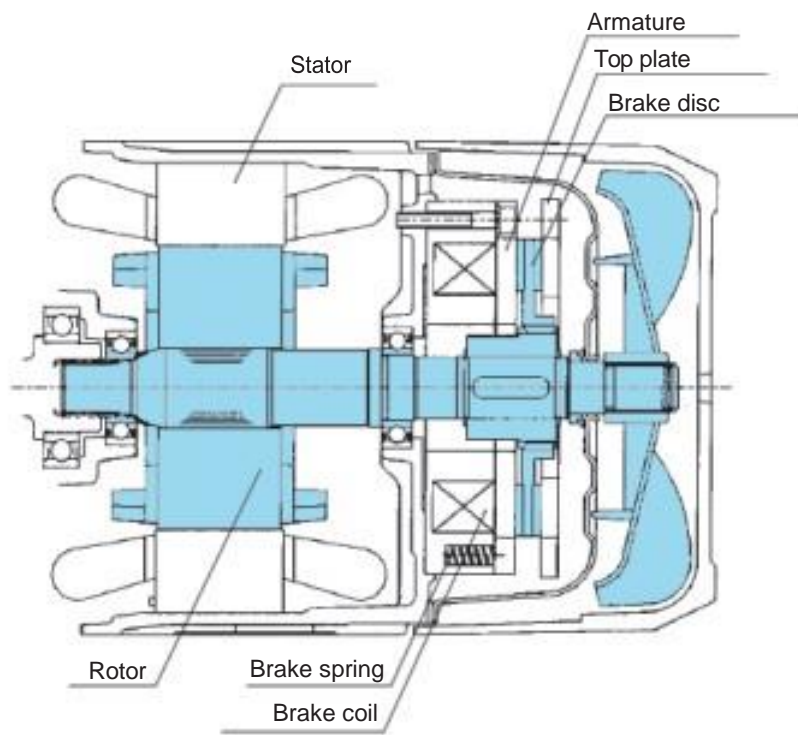 Armature
Stator
Top plate
Brake disc
Rotor
Brake spring
Brake coil